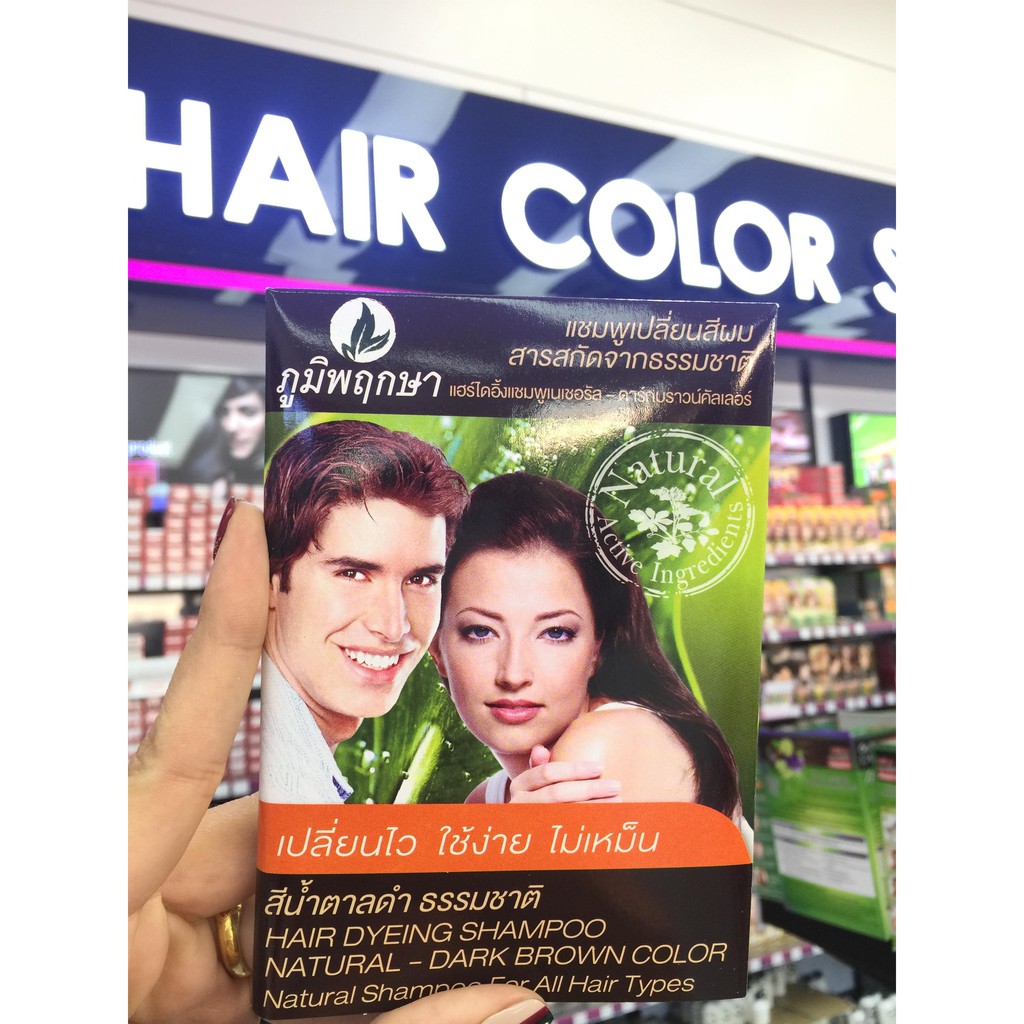 HAIR COLOR S
ภูมิพฤกษา
แชมพูเปลี่ยนสีผม
สารสกัดจากธรรมชาติ
แฮร์ไดอิ้งแชมพูเนเชอรัล – ดาร์กบราวน์คัลเลอร์
Natural
Active Ingredients
เปลี่ยนไว ใช้ง่าย ไม่เหม็น
สีน้ำตาลดำ ธรรมชาติ
HAIR DYEING SHAMPOO
NATURAL – DARK BROWN COLOR
Natural Shampoo For All Hair Types